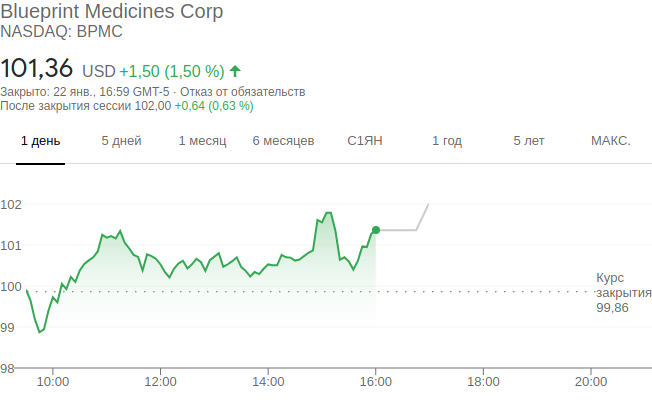 Blueprint Medicines Corp
NASDAQ: BPMC
101,36 USD +1,50 (1,50 %)
Закрыто: 22 янв., 16:59 GMT-5 · Отказ от обязательств
После закрытия сессии 102,00 +0,64 (0,63 %)
1 день 5 дней 1 месяц 6 месяцев С1ЯН 1 год 5 лет МАКС.
102
101
100
99
98
Курс
закрытия
99,86
10:00 12:00 14:00 16:00 18:00 20:00